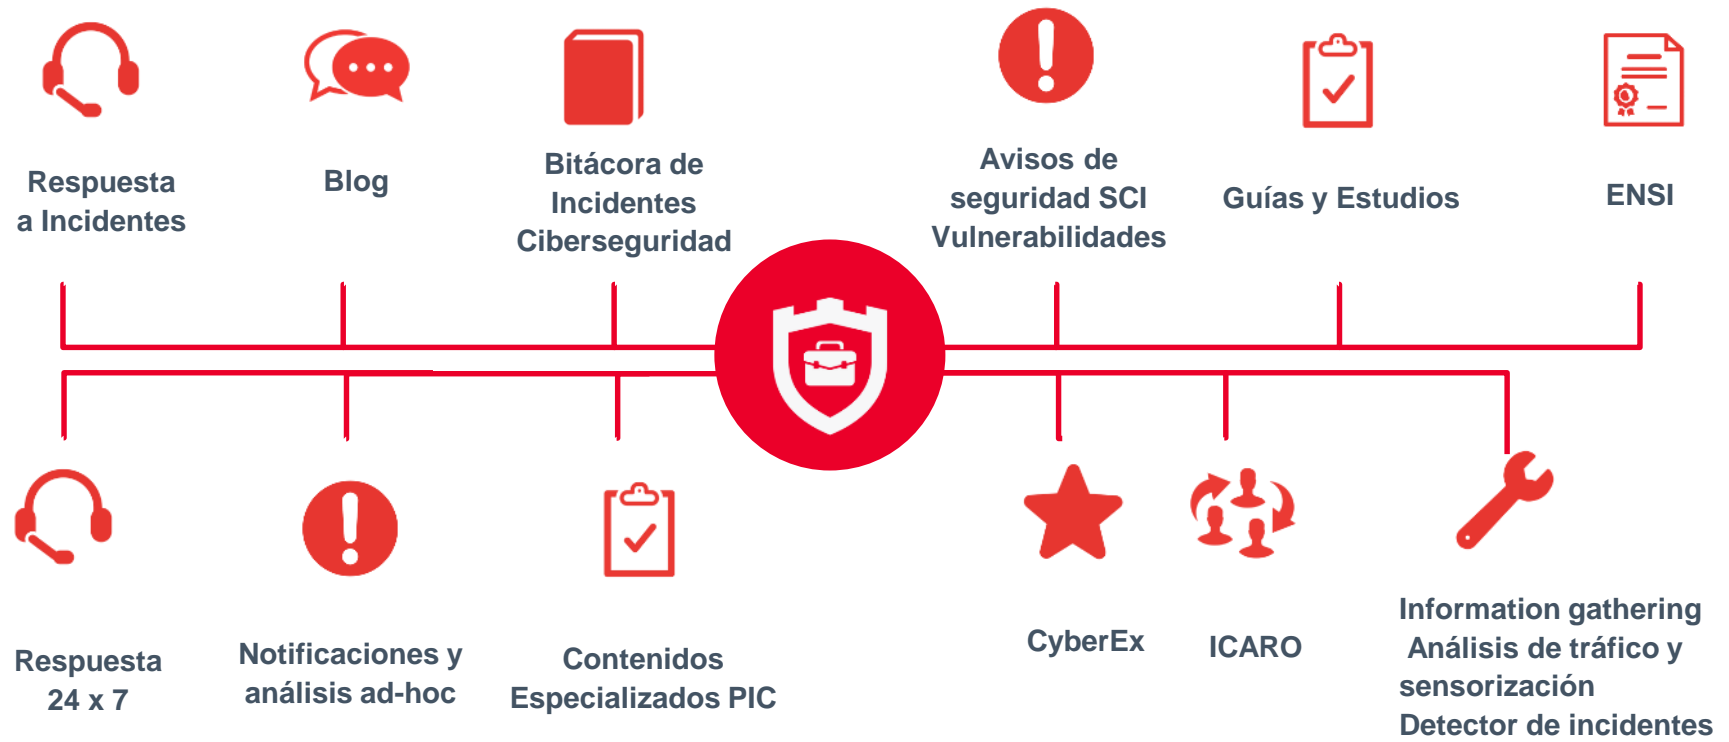 Respuesta
a Incidentes
Blog
Bitácora de
Incidentes
Ciberseguridad
Avisos de
seguridad SCI
Vulnerabilidades
Guías y Estudios
ENSI
Respuesta
24 x 7
Notificaciones y
análisis ad-hoc
Contenidos
Especializados PIC
CyberEx
ICARO
Information gathering
Análisis de tráfico y
sensorización
Detector de incidentes